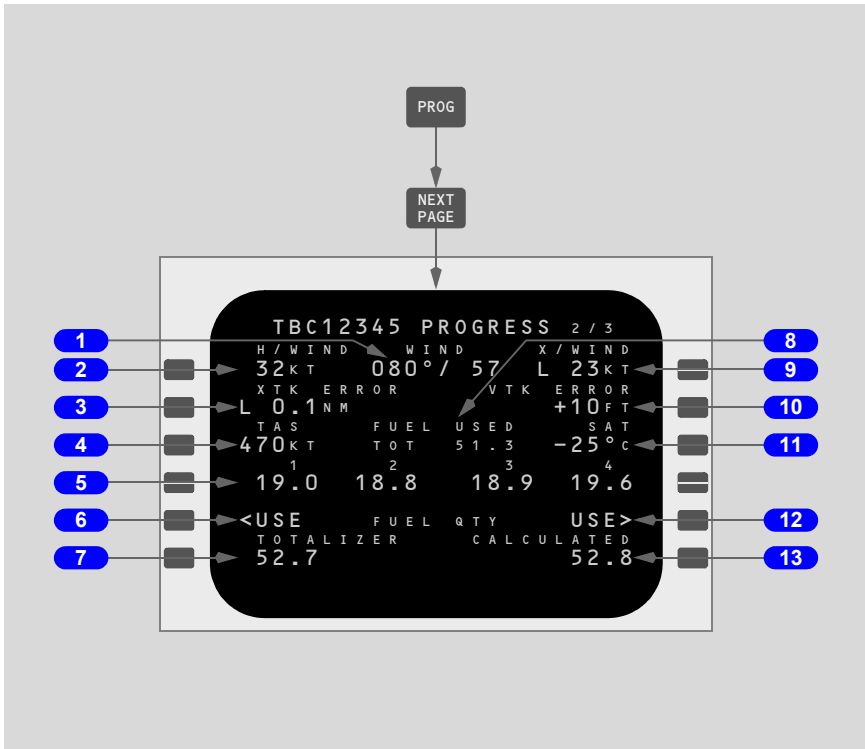 PROG
NEXT
PAGE
TBC12345 PROGRESS 2/3
1 8
H/WIND WIND X/WIND
2 32KT 080°/ 57 L 23KT 9
XTK ERROR VTK ERROR
3 L 0.1NM +10FT 10
TAS FUEL USED SAT
4 470KT TOT 51.3 -25°C 11
1 2 3 4
5 19.0 18.8 18.9 19.6
6 <USE FUEL QTY USE> 12
TOTALIZER CALCULATED
7 52.7 52.8 13